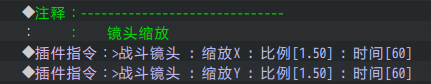 ◆注释：-----------------------------
：　　：　　镜头缩放
◆插件指令：>战斗镜头 : 缩放X : 比例[1.50] : 时间[60]
◆插件指令：>战斗镜头 : 缩放Y : 比例[1.50] : 时间[60]